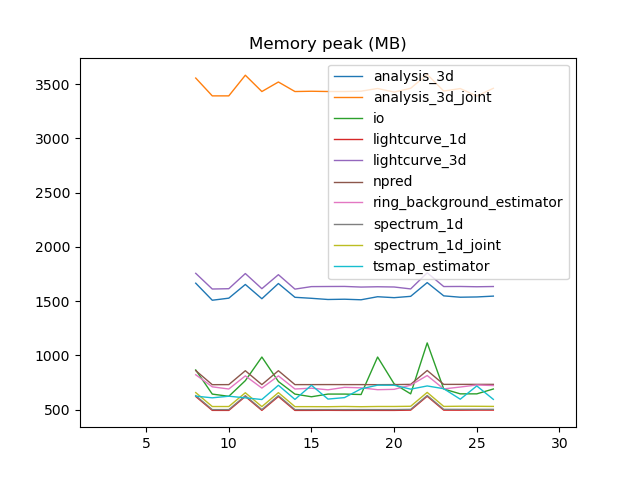 Memory peak (MB)
3500
3000
2500
2000
1500
1000
500
5
10
15
20
25
30
analysis_3d
analysis_3d_joint
io
lightcurve_1d
lightcurve_3d
npred
ring_background_estimator
spectrum_1d
spectrum_1d_joint
tsmap_estimator